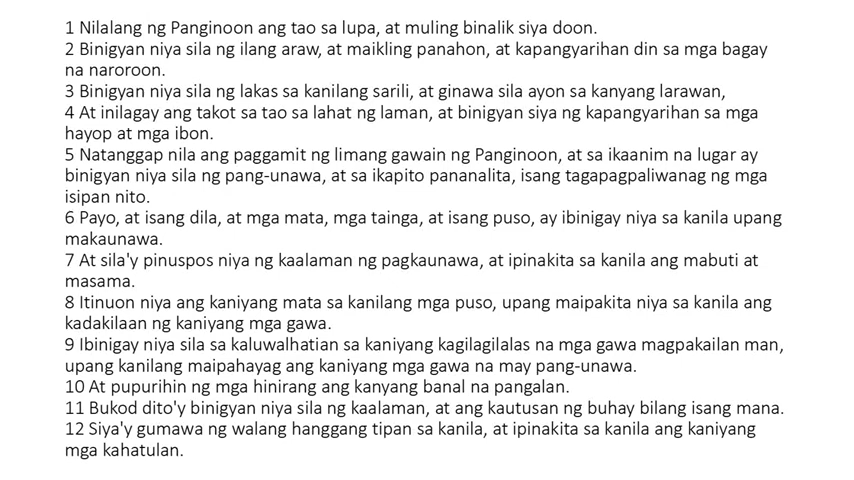 1 Nilalang ng Panginoon ang tao sa lupa, at muling binalik siya doon.
2 Binigyan niya sila ng ilang araw, at maikling panahon, at kapangyarihan din sa mga bagay
na naroroon.
3 Binigyan niya sila ng lakas sa kanilang sarili, at ginawa sila ayon sa kanyang larawan,
4 At inilagay ang takot sa tao sa lahat ng laman, at binigyan siya ng kapangyarihan sa mga
hayop at mga ibon.
5 Natanggap nila ang paggamit ng limang gawain ng Panginoon, at sa ikaanim na lugar ay
binigyan niya sila ng pang-unawa, at sa ikapito pananalita, isang tagapagpaliwanag ng mga
isipan nito.
6 Payo, at isang dila, at mga mata, mga tainga, at isang puso, ay ibinigay niya sa kanila upang
makaunawa.
7 At sila'y pinuspos niya ng kaalaman ng pagkaunawa, at ipinakita sa kanila ang mabuti at
masama.
8 Itinuon niya ang kaniyang mata sa kanilang mga puso, upang maipakita niya sa kanila ang
kadakilaan ng kaniyang mga gawa.
9 Ibinigay niya sila sa kaluwalhatian sa kaniyang kagilagilalas na mga gawa magpakailan man,
upang kanilang maipahayag ang kaniyang mga gawa na may pang-unawa.
10 At pupurihin ng mga hinirang ang kanyang banal na pangalan.
11 Bukod dito'y binigyan niya sila ng kaalaman, at ang kautusan ng buhay bilang isang mana.
12 Siya'y gumawa ng walang hanggang tipan sa kanila, at ipinakita sa kanila ang kaniyang
mga kahatulan.